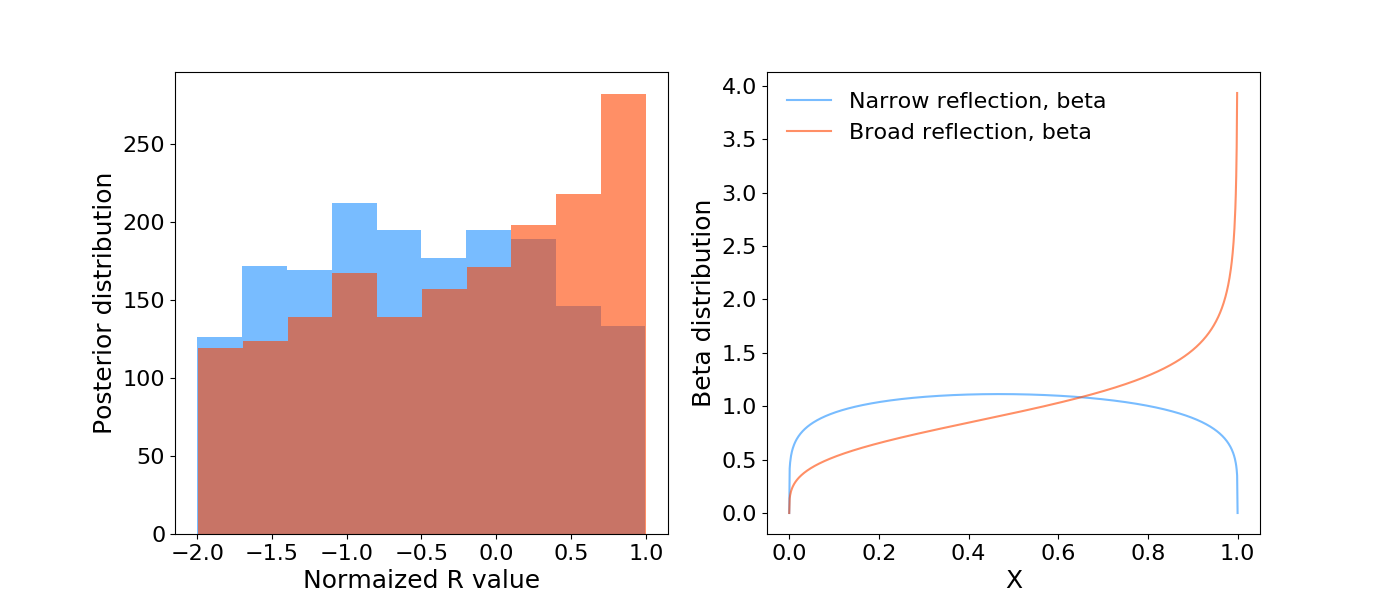 Posterior distribution
250
200
150
100
50
0
−2.0 −1.5 −1.0 −0.5 0.0 0.5 1.0
Normaized R value
Beta distribution
4.0
3.5
3.0
2.5
2.0
1.5
1.0
0.5
0.0
Narrow reflection, beta
Broad reflection, beta
0.0 0.2 0.4 0.6 0.8 1.0
X